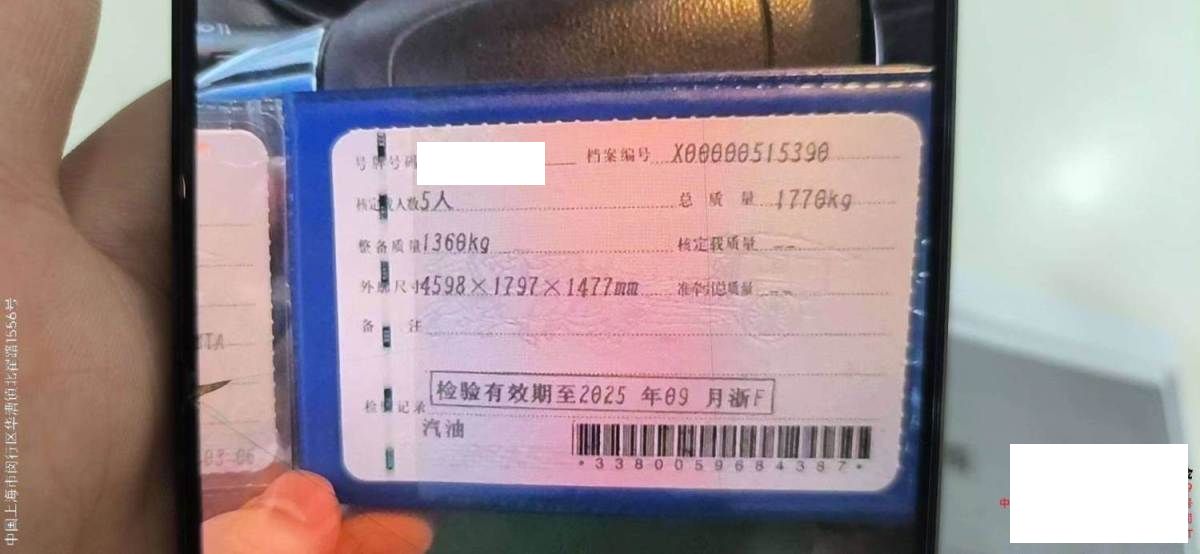 号牌号码
档案编号 X00000515390
核定载人数 5人
总质量 1770kg
整备质量 1360kg
核定载质量 --
外廓尺寸 4598×1797×1477mm
准牵引总质量 --
备注
检验记录
检验有效期至2025 年09 月浙F
汽油
*3380059684387*
中国上海市闵行区华漕镇北翟路1556号